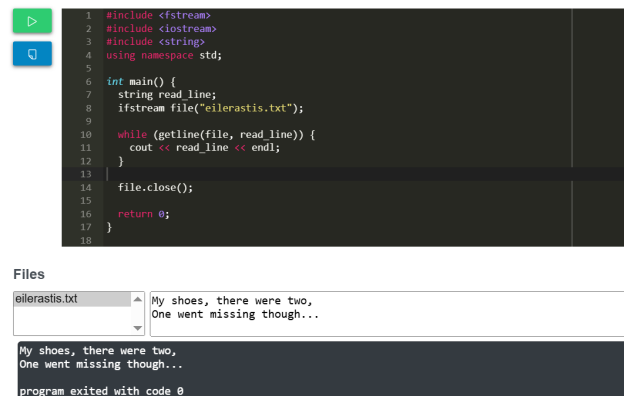 1 #include <fstream>
2 #include <iostream>
3 #include <string>
4 using namespace std;
5
6 int main() {
7   string read_line;
8   ifstream file("eilerastis.txt");
9
10   while (getline(file, read_line)) {
11     cout << read_line << endl;
12   }
13
14   file.close();
15
16   return 0;
17 }
18
Files
eilerastis.txt
My shoes, there were two,
One went missing though...
My shoes, there were two,
One went missing though...
program exited with code 0